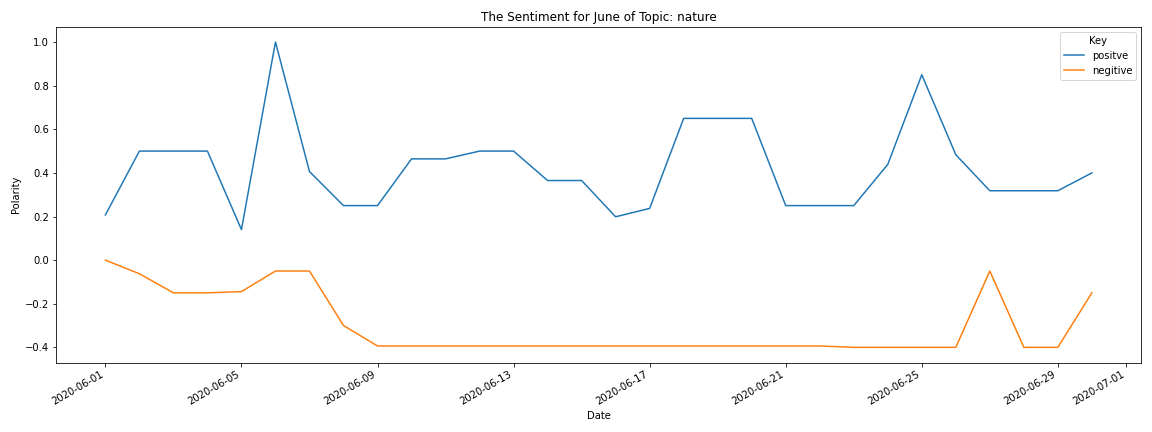 The Sentiment for June of Topic: nature
Key
positve
negitive
1.0
0.8
0.6
0.4
0.2
0.0
−0.2
−0.4
Polarity
2020-06-01
2020-06-05
2020-06-09
2020-06-13
2020-06-17
2020-06-21
2020-06-25
2020-06-29
2020-07-01
Date